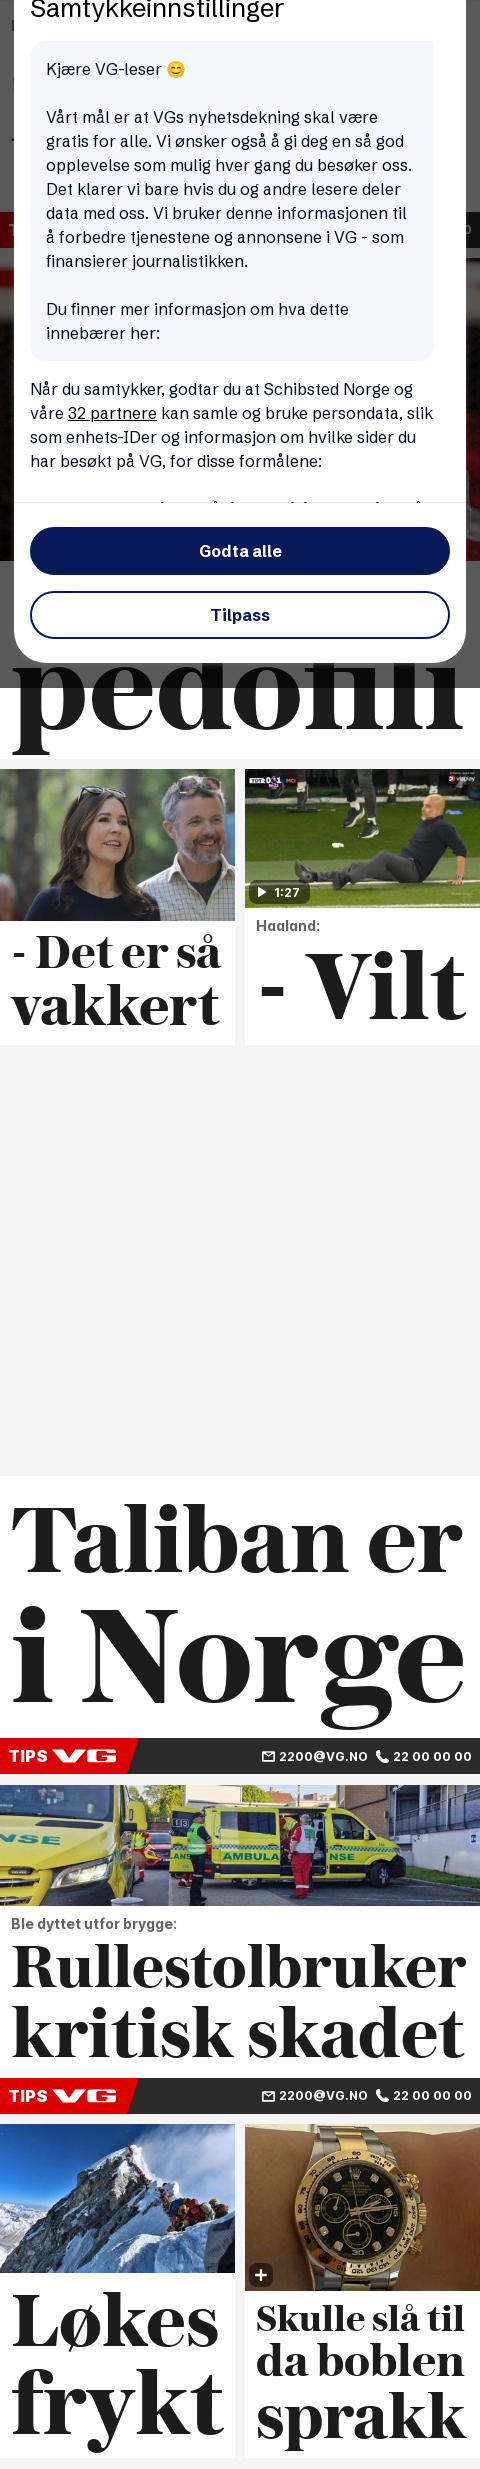 Samtykkeinnstillinger
Kjære VG-leser 😊
Vårt mål er at VGs nyhetsdekning skal være
gratis for alle. Vi ønsker også å gi deg en så god
opplevelse som mulig hver gang du besøker oss.
Det klarer vi bare hvis du og andre lesere deler
data med oss. Vi bruker denne informasjonen til
å forbedre tjenestene og annonsene i VG - som
finansierer journalistikken.
Du finner mer informasjon om hva dette
innebærer her:
Når du samtykker, godtar du at Schibsted Norge og
våre 32 partnere kan samle og bruke persondata, slik
som enhets-IDer og informasjon om hvilke sider du
har besøkt på VG, for disse formålene:
Godta alle
Tilpass
pedofili
TOT 0 1 MCI
viaplay
1:27
- Det er så
vakkert
Haaland:
- Vilt
Taliban er
i Norge
TIPS VG
2200@VG.NO 22 00 00 00
AMBULANSE
Ble dyttet utfor brygge:
Rullestolbruker
kritisk skadet
TIPS VG
2200@VG.NO 22 00 00 00
Løkes
frykt
Skulle slå til
da boblen
sprakk